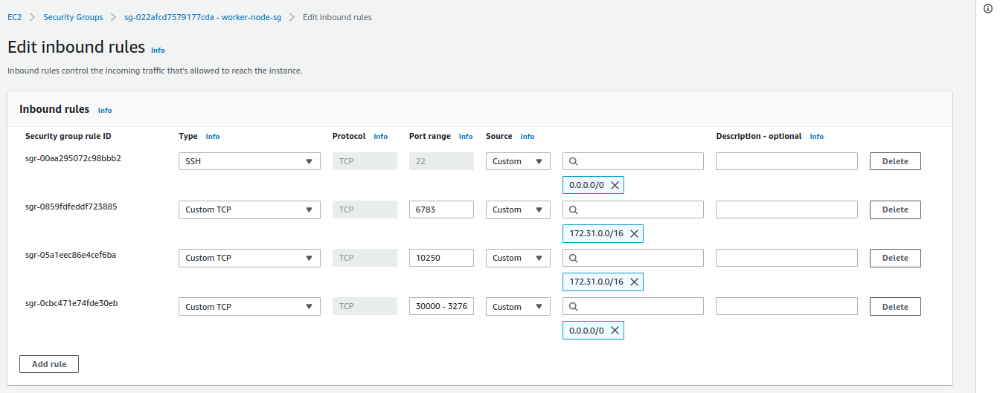 EC2 > Security Groups > sg-022afcd7579177cda - worker-node-sg > Edit inbound rules
Edit inbound rules Info
Inbound rules control the incoming traffic that's allowed to reach the instance.
Inbound rules Info
Security group rule ID Type Info Protocol Info Port range Info Source Info Description - optional Info
sgr-00aa295072c98bbb2 SSH TCP 22 Custom Delete
0.0.0.0/0
sgr-0859fdfeddf723885 Custom TCP TCP 6783 Custom Delete
172.31.0.0/16
sgr-05a1eec86e4cef6ba Custom TCP TCP 10250 Custom Delete
172.31.0.0/16
sgr-0cbc471e74fde30eb Custom TCP TCP 30000 - 3276 Custom Delete
0.0.0.0/0
Add rule